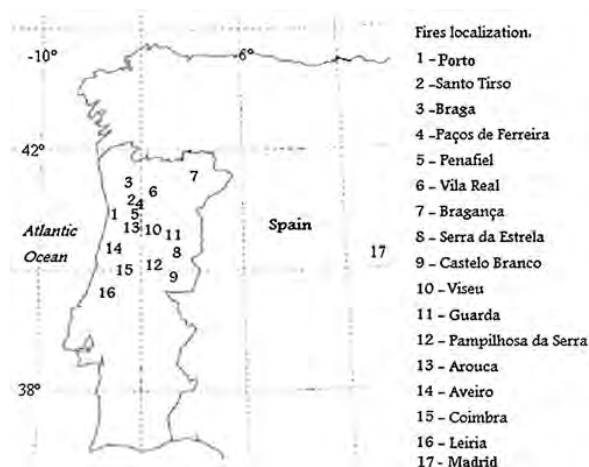 -10°
6°
42°
38°
Atlantic
Ocean
Spain
3
7
6
2
4
1
5
13
10
11
14
8
17
15
12
9
16
Fires localization.
1 - Porto
2 -Santo Tirso
3 -Braga
4 -Paços de Ferreira
5 - Penafiel
6 - Vila Real
7 - Bragança
8 - Serra da Estrela
9 - Castelo Branco
10 - Viseu
11 - Guarda
12 - Pampilhosa da Serra
13 - Arouca
14 - Aveiro
15 - Coimbra
16 - Leiria
17 - Madrid